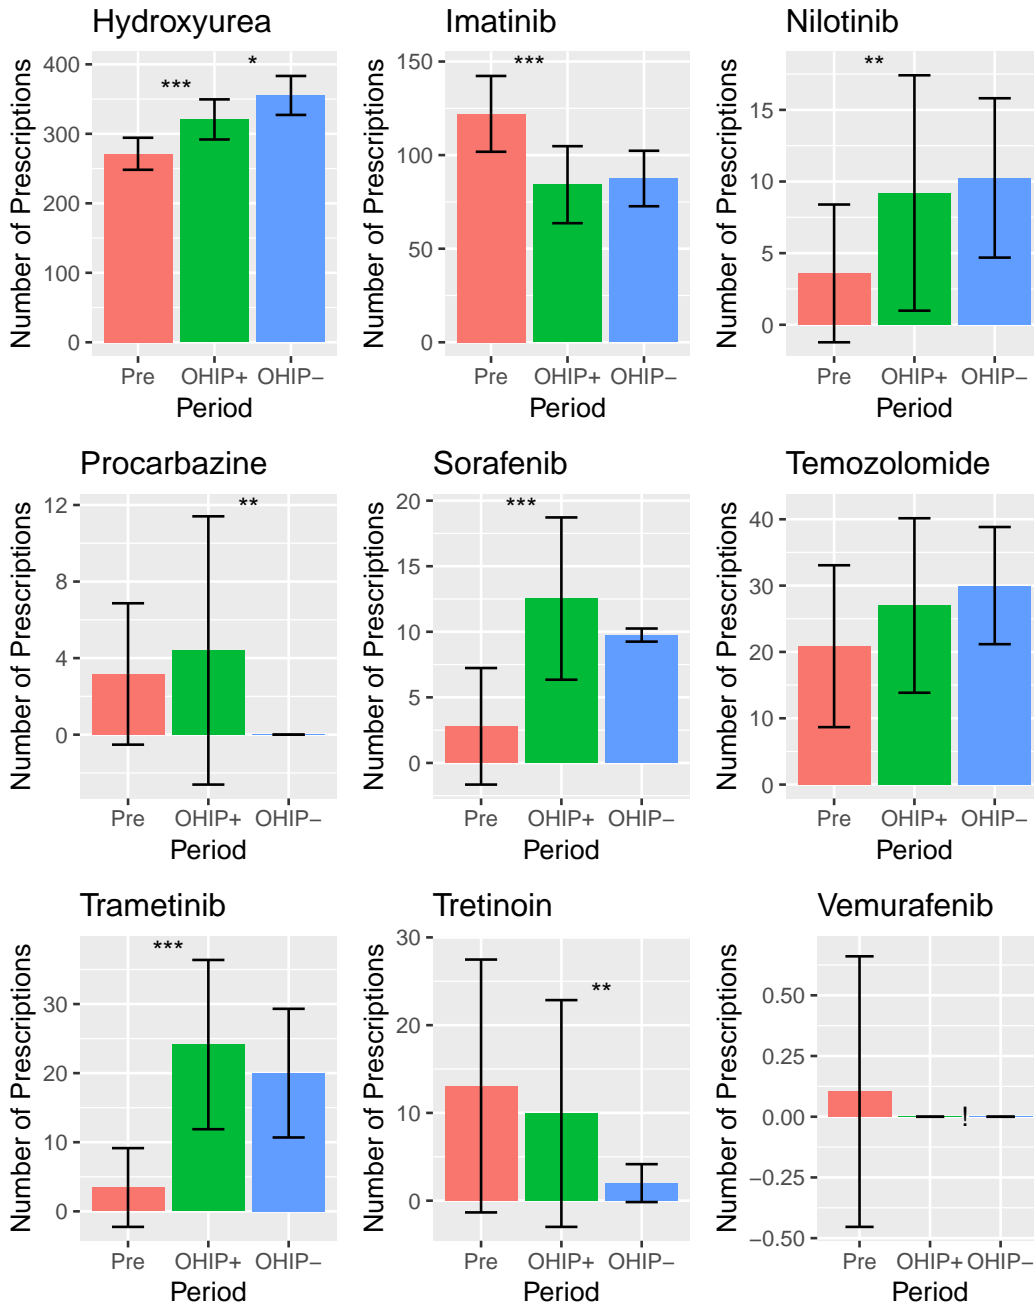 Hydroxyurea
Imatinib
Nilotinib
Number of Prescriptions
400
300
200
100
0
***
*
Pre
OHIP+
OHIP−
Period
Number of Prescriptions
150
100
50
0
***
Pre
OHIP+
OHIP−
Period
Number of Prescriptions
15
10
5
0
**
Pre
OHIP+
OHIP−
Period
Procarbazine
Sorafenib
Temozolomide
Number of Prescriptions
12
8
4
0
**
Pre
OHIP+
OHIP−
Period
Number of Prescriptions
20
15
10
5
0
***
Pre
OHIP+
OHIP−
Period
Number of Prescriptions
40
30
20
10
0
Pre
OHIP+
OHIP−
Period
Trametinib
Tretinoin
Vemurafenib
Number of Prescriptions
30
20
10
0
***
Pre
OHIP+
OHIP−
Period
Number of Prescriptions
30
20
10
0
**
Pre
OHIP+
OHIP−
Period
Number of Prescriptions
0.50
0.25
0.00
−0.25
−0.50
!
Pre
OHIP+
OHIP−
Period